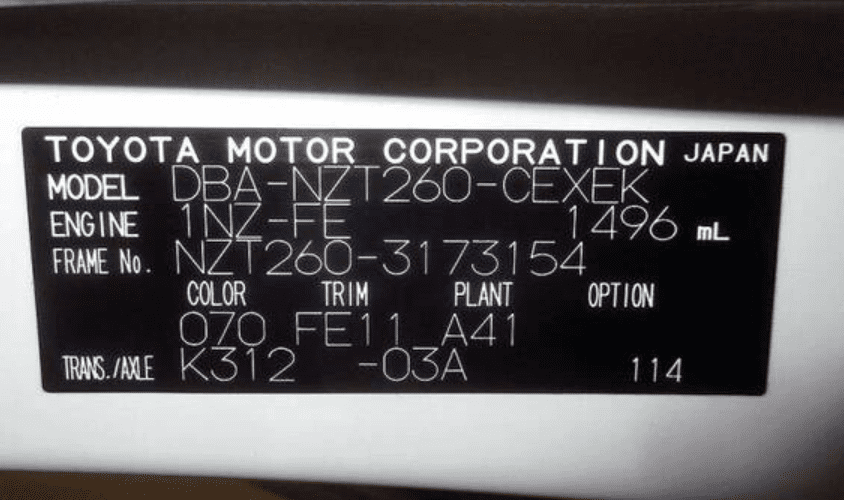 TOYOTA MOTOR CORPORATION JAPAN
MODEL DBA-NZT260-CEXEK
ENGINE 1NZ-FE 1496 mL
FRAME No. NZT260-3173154
COLOR TRIM PLANT OPTION
070 FE11 A41
TRANS./AXLE K312 -03A 114